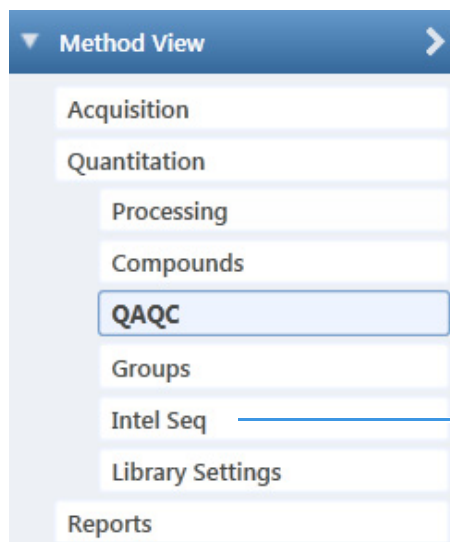 Method View
Acquisition
Quantitation
Processing
Compounds
QAQC
Groups
Intel Seq
Library Settings
Reports